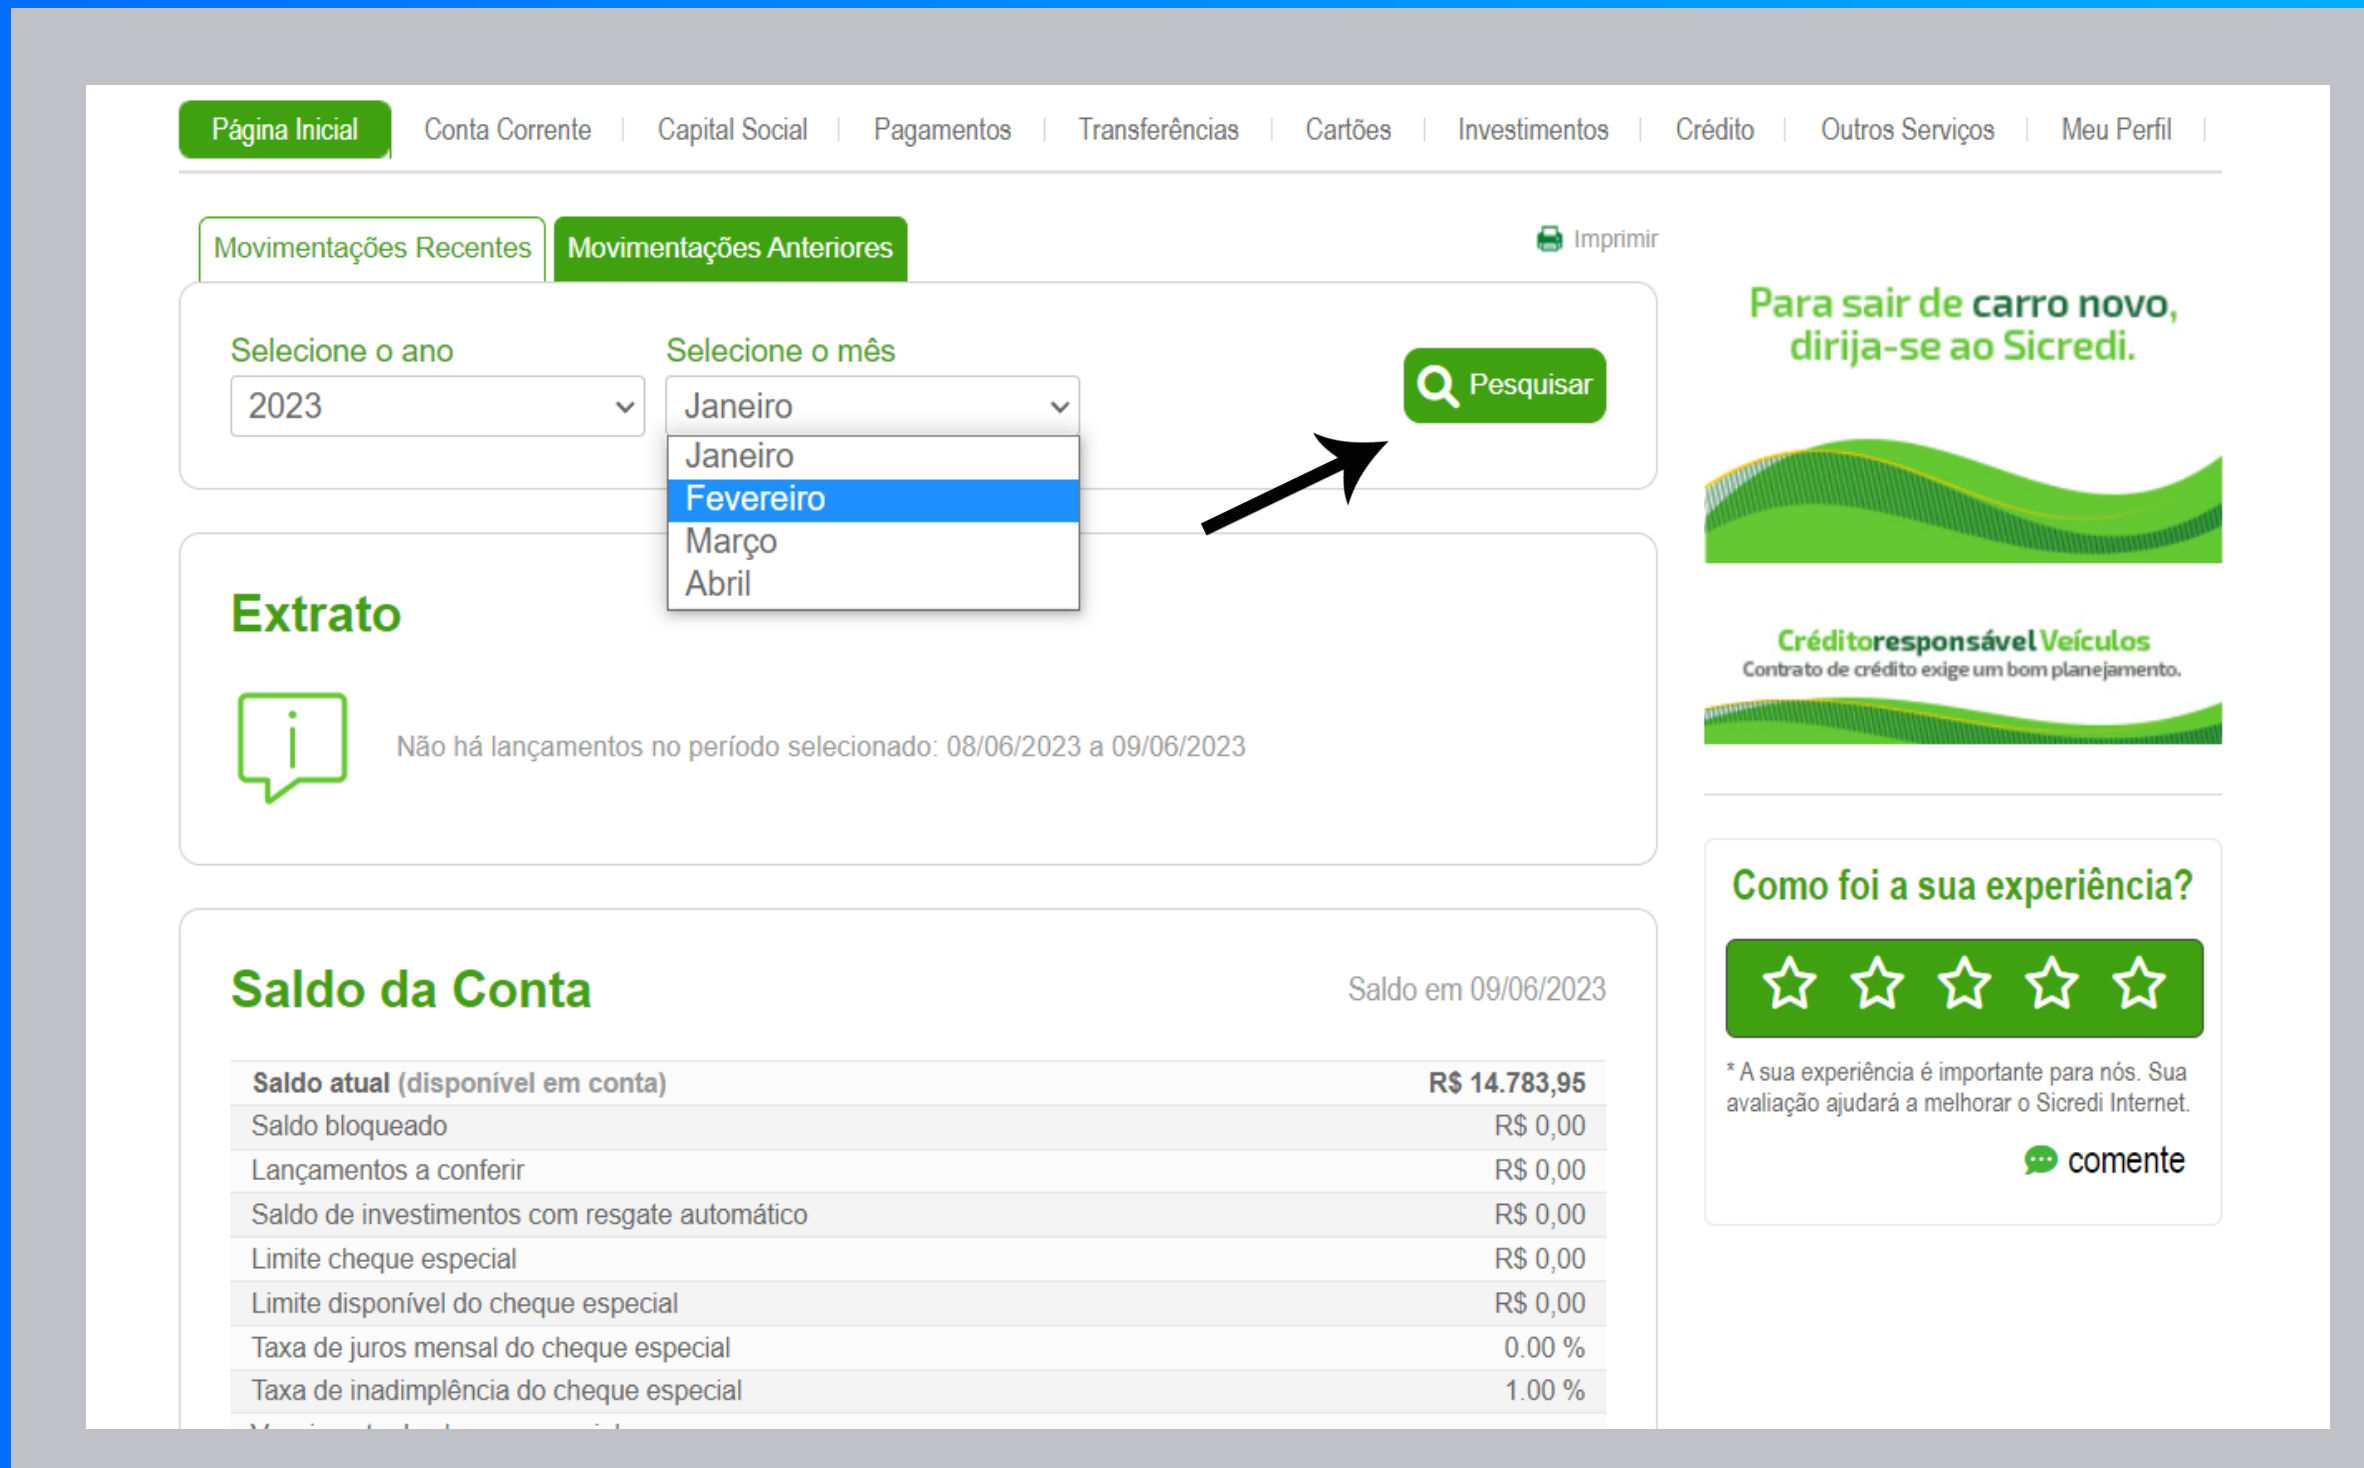 Página Inicial
Conta Corrente
Capital Social
Pagamentos
Transferências
Cartões
Investimentos
Crédito
Outros Serviços
Meu Perfil
Movimentações Recentes
Movimentações Anteriores
Imprimir
Selecione o ano
2023
Selecione o mês
Janeiro
Janeiro
Fevereiro
Março
Abril
Pesquisar
Extrato
Não há lançamentos no período selecionado: 08/06/2023 a 09/06/2023
Saldo da Conta
Saldo em 09/06/2023
Saldo atual (disponível em conta) R$ 14.783,95
Saldo bloqueado R$ 0,00
Lançamentos a conferir R$ 0,00
Saldo de investimentos com resgate automático R$ 0,00
Limite cheque especial R$ 0,00
Limite disponível do cheque especial R$ 0,00
Taxa de juros mensal do cheque especial 0.00 %
Taxa de inadimplência do cheque especial 1.00 %
Para sair de carro novo,
dirija-se ao Sicredi.
Créditoresponsável Veículos
Contrato de crédito exige um bom planejamento.
Como foi a sua experiência?
* A sua experiência é importante para nós. Sua
avaliação ajudará a melhorar o Sicredi Internet.
comente